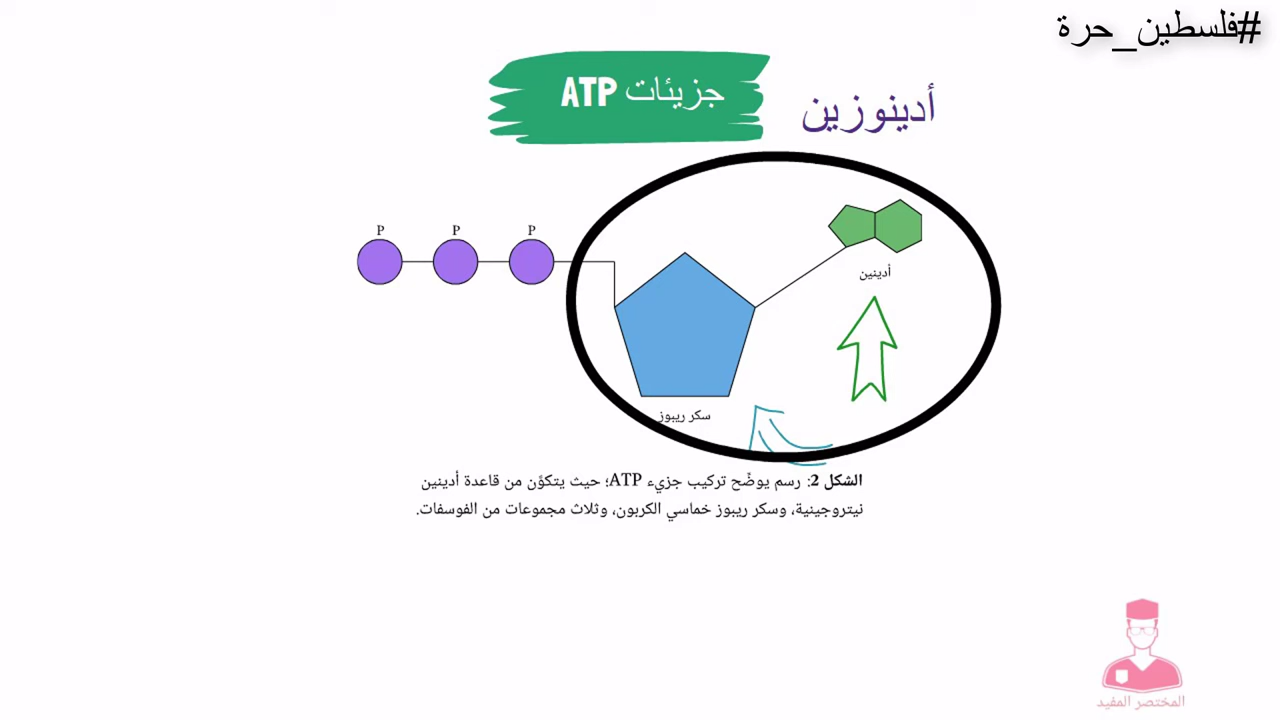 #فلسطين_حرة
جزيئات ATP
أدينوزين
P P P
أدينين
سكر ريبوز
الشكل 2: رسم يوضّح تركيب جزيء ATP؛ حيث يتكوَّن من قاعدة أدينين
نيتروجينية، وسكر ريبوز خماسي الكربون، وثلاث مجموعات من الفوسفات.
المختصر المفيد